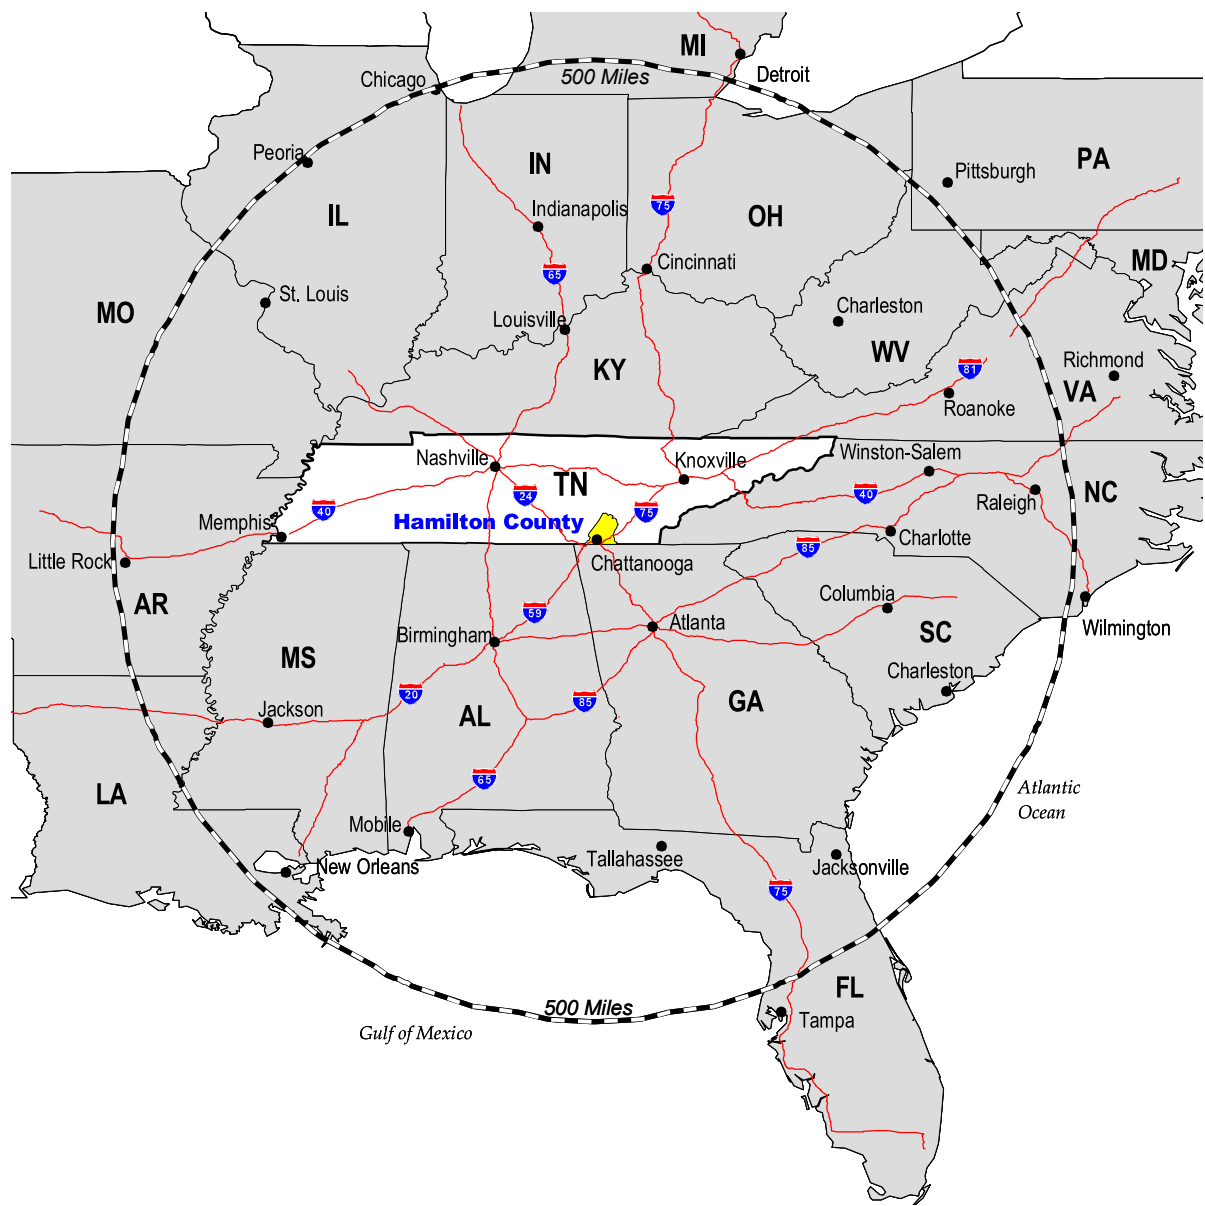 MI
Detroit
500 Miles
Chicago
Peoria
IN
PA
Pittsburgh
75
IL
Indianapolis
OH
Cincinnati
MD
65
St. Louis
Charleston
MO
Louisville
WV
Richmond
KY
81
VA
Roanoke
Nashville
Knoxville
Winston-Salem
TN
24
40
NC
Raleigh
40
75
Memphis
Hamilton County
Charlotte
85
Little Rock
Chattanooga
AR
Columbia
59
Birmingham
Atlanta
SC
Wilmington
MS
Charleston
20
85
GA
Jackson
AL
65
LA
Atlantic
Ocean
Mobile
New Orleans
Tallahassee
Jacksonville
75
FL
500 Miles
Tampa
Gulf of Mexico